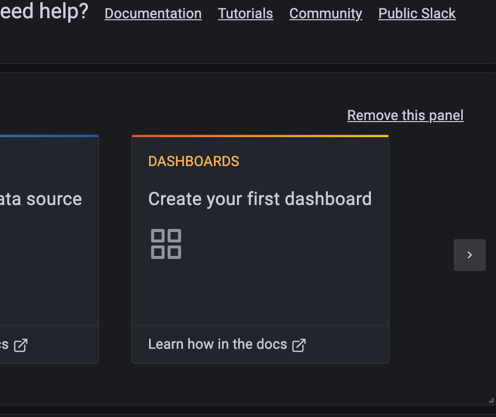 eed help? Documentation Tutorials Community Public Slack
Remove this panel
DASHBOARDS
ata source Create your first dashboard
cs Learn how in the docs